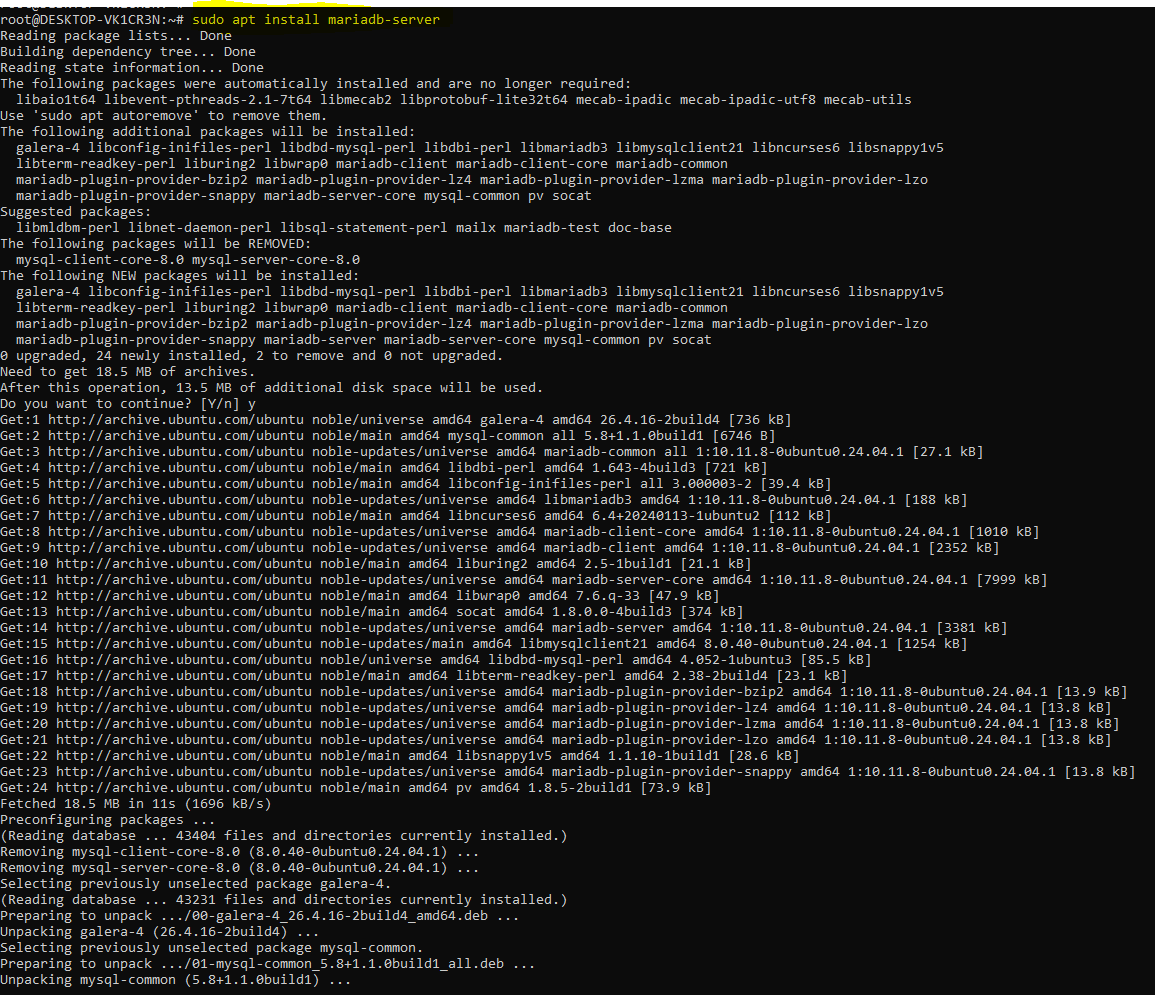 root@DESKTOP-VK1CR3N:~# sudo apt install mariadb-server
Reading package lists... Done
Building dependency tree... Done
Reading state information... Done
The following packages were automatically installed and are no longer required:
  libaio1t64 libevent-pthreads-2.1-7t64 libmecab2 libprotobuf-lite32t64 mecab-ipadic mecab-ipadic-utf8 mecab-utils
Use 'sudo apt autoremove' to remove them.
The following additional packages will be installed:
  galera-4 libconfig-inifiles-perl libdbd-mysql-perl libdbi-perl libmariadb3 libmysqlclient21 libncurses6 libsnappy1v5
  libterm-readkey-perl liburing2 libwrap0 mariadb-client mariadb-client-core mariadb-common
  mariadb-plugin-provider-bzip2 mariadb-plugin-provider-lz4 mariadb-plugin-provider-lzma mariadb-plugin-provider-lzo
  mariadb-plugin-provider-snappy mariadb-server-core mysql-common pv socat
Suggested packages:
  libmldbm-perl libnet-daemon-perl libsql-statement-perl mailx mariadb-test doc-base
The following packages will be REMOVED:
  mysql-client-core-8.0 mysql-server-core-8.0
The following NEW packages will be installed:
  galera-4 libconfig-inifiles-perl libdbd-mysql-perl libdbi-perl libmariadb3 libmysqlclient21 libncurses6 libsnappy1v5
  libterm-readkey-perl liburing2 libwrap0 mariadb-client mariadb-client-core mariadb-common
  mariadb-plugin-provider-bzip2 mariadb-plugin-provider-lz4 mariadb-plugin-provider-lzma mariadb-plugin-provider-lzo
  mariadb-plugin-provider-snappy mariadb-server mariadb-server-core mysql-common pv socat
0 upgraded, 24 newly installed, 2 to remove and 0 not upgraded.
Need to get 18.5 MB of archives.
After this operation, 13.5 MB of additional disk space will be used.
Do you want to continue? [Y/n] y
Get:1 http://archive.ubuntu.com/ubuntu noble/universe amd64 galera-4 amd64 26.4.16-2build4 [736 kB]
Get:2 http://archive.ubuntu.com/ubuntu noble/main amd64 mysql-common all 5.8+1.1.0build1 [6746 B]
Get:3 http://archive.ubuntu.com/ubuntu noble-updates/universe amd64 mariadb-common all 1:10.11.8-0ubuntu0.24.04.1 [27.1 kB]
Get:4 http://archive.ubuntu.com/ubuntu noble/main amd64 libdbi-perl amd64 1.643-4build3 [721 kB]
Get:5 http://archive.ubuntu.com/ubuntu noble/main amd64 libconfig-inifiles-perl all 3.000003-2 [39.4 kB]
Get:6 http://archive.ubuntu.com/ubuntu noble-updates/universe amd64 libmariadb3 amd64 1:10.11.8-0ubuntu0.24.04.1 [188 kB]
Get:7 http://archive.ubuntu.com/ubuntu noble/main amd64 libncurses6 amd64 6.4+20240113-1ubuntu2 [112 kB]
Get:8 http://archive.ubuntu.com/ubuntu noble-updates/universe amd64 mariadb-client-core amd64 1:10.11.8-0ubuntu0.24.04.1 [1010 kB]
Get:9 http://archive.ubuntu.com/ubuntu noble-updates/universe amd64 mariadb-client amd64 1:10.11.8-0ubuntu0.24.04.1 [2352 kB]
Get:10 http://archive.ubuntu.com/ubuntu noble/main amd64 liburing2 amd64 2.5-1build1 [21.1 kB]
Get:11 http://archive.ubuntu.com/ubuntu noble-updates/universe amd64 mariadb-server-core amd64 1:10.11.8-0ubuntu0.24.04.1 [7999 kB]
Get:12 http://archive.ubuntu.com/ubuntu noble/main amd64 libwrap0 amd64 7.6.q-33 [47.9 kB]
Get:13 http://archive.ubuntu.com/ubuntu noble/main amd64 socat amd64 1.8.0.0-4build3 [374 kB]
Get:14 http://archive.ubuntu.com/ubuntu noble-updates/universe amd64 mariadb-server amd64 1:10.11.8-0ubuntu0.24.04.1 [3381 kB]
Get:15 http://archive.ubuntu.com/ubuntu noble-updates/main amd64 libmysqlclient21 amd64 8.0.40-0ubuntu0.24.04.1 [1254 kB]
Get:16 http://archive.ubuntu.com/ubuntu noble/universe amd64 libdbd-mysql-perl amd64 4.052-1ubuntu3 [85.5 kB]
Get:17 http://archive.ubuntu.com/ubuntu noble/main amd64 libterm-readkey-perl amd64 2.38-2build4 [23.1 kB]
Get:18 http://archive.ubuntu.com/ubuntu noble-updates/universe amd64 mariadb-plugin-provider-bzip2 amd64 1:10.11.8-0ubuntu0.24.04.1 [13.9 kB]
Get:19 http://archive.ubuntu.com/ubuntu noble-updates/universe amd64 mariadb-plugin-provider-lz4 amd64 1:10.11.8-0ubuntu0.24.04.1 [13.8 kB]
Get:20 http://archive.ubuntu.com/ubuntu noble-updates/universe amd64 mariadb-plugin-provider-lzma amd64 1:10.11.8-0ubuntu0.24.04.1 [13.8 kB]
Get:21 http://archive.ubuntu.com/ubuntu noble-updates/universe amd64 mariadb-plugin-provider-lzo amd64 1:10.11.8-0ubuntu0.24.04.1 [13.8 kB]
Get:22 http://archive.ubuntu.com/ubuntu noble/main amd64 libsnappy1v5 amd64 1.1.10-1build1 [28.6 kB]
Get:23 http://archive.ubuntu.com/ubuntu noble-updates/universe amd64 mariadb-plugin-provider-snappy amd64 1:10.11.8-0ubuntu0.24.04.1 [13.8 kB]
Get:24 http://archive.ubuntu.com/ubuntu noble/main amd64 pv amd64 1.8.5-2build1 [73.9 kB]
Fetched 18.5 MB in 11s (1696 kB/s)
Preconfiguring packages ...
(Reading database ... 43404 files and directories currently installed.)
Removing mysql-client-core-8.0 (8.0.40-0ubuntu0.24.04.1) ...
Removing mysql-server-core-8.0 (8.0.40-0ubuntu0.24.04.1) ...
Selecting previously unselected package galera-4.
(Reading database ... 43231 files and directories currently installed.)
Preparing to unpack .../00-galera-4_26.4.16-2build4_amd64.deb ...
Unpacking galera-4 (26.4.16-2build4) ...
Selecting previously unselected package mysql-common.
Preparing to unpack .../01-mysql-common_5.8+1.1.0build1_all.deb ...
Unpacking mysql-common (5.8+1.1.0build1) ...